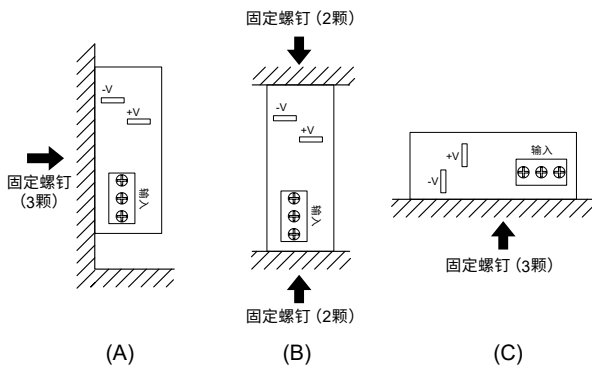 固定螺钉
(3颗)
-V
+V
输入
(A)
固定螺钉 (2颗)
-V
+V
输入
固定螺钉 (2颗)
(B)
+V
-V
输入
固定螺钉 (3颗)
(C)